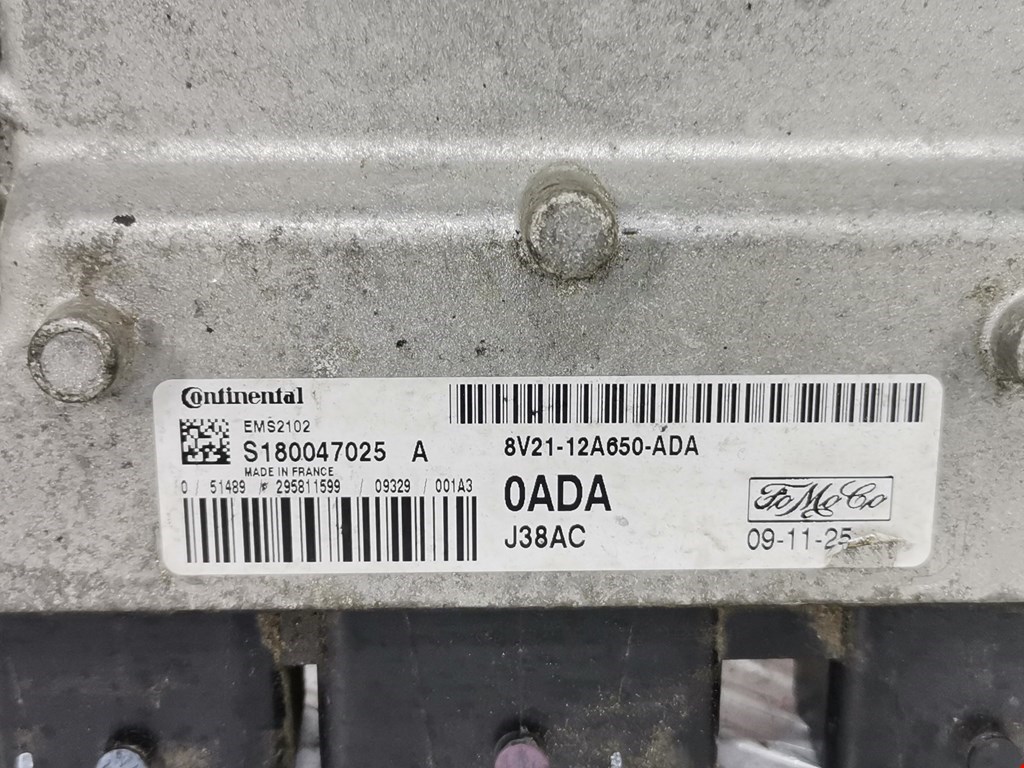 Continental
EMS2102
S180047025 A
MADE IN FRANCE
0 / 51489 / 295811599 / 09329 / 001A3
8V21-12A650-ADA
0ADA
J38AC
FoMoCo
09-11-25